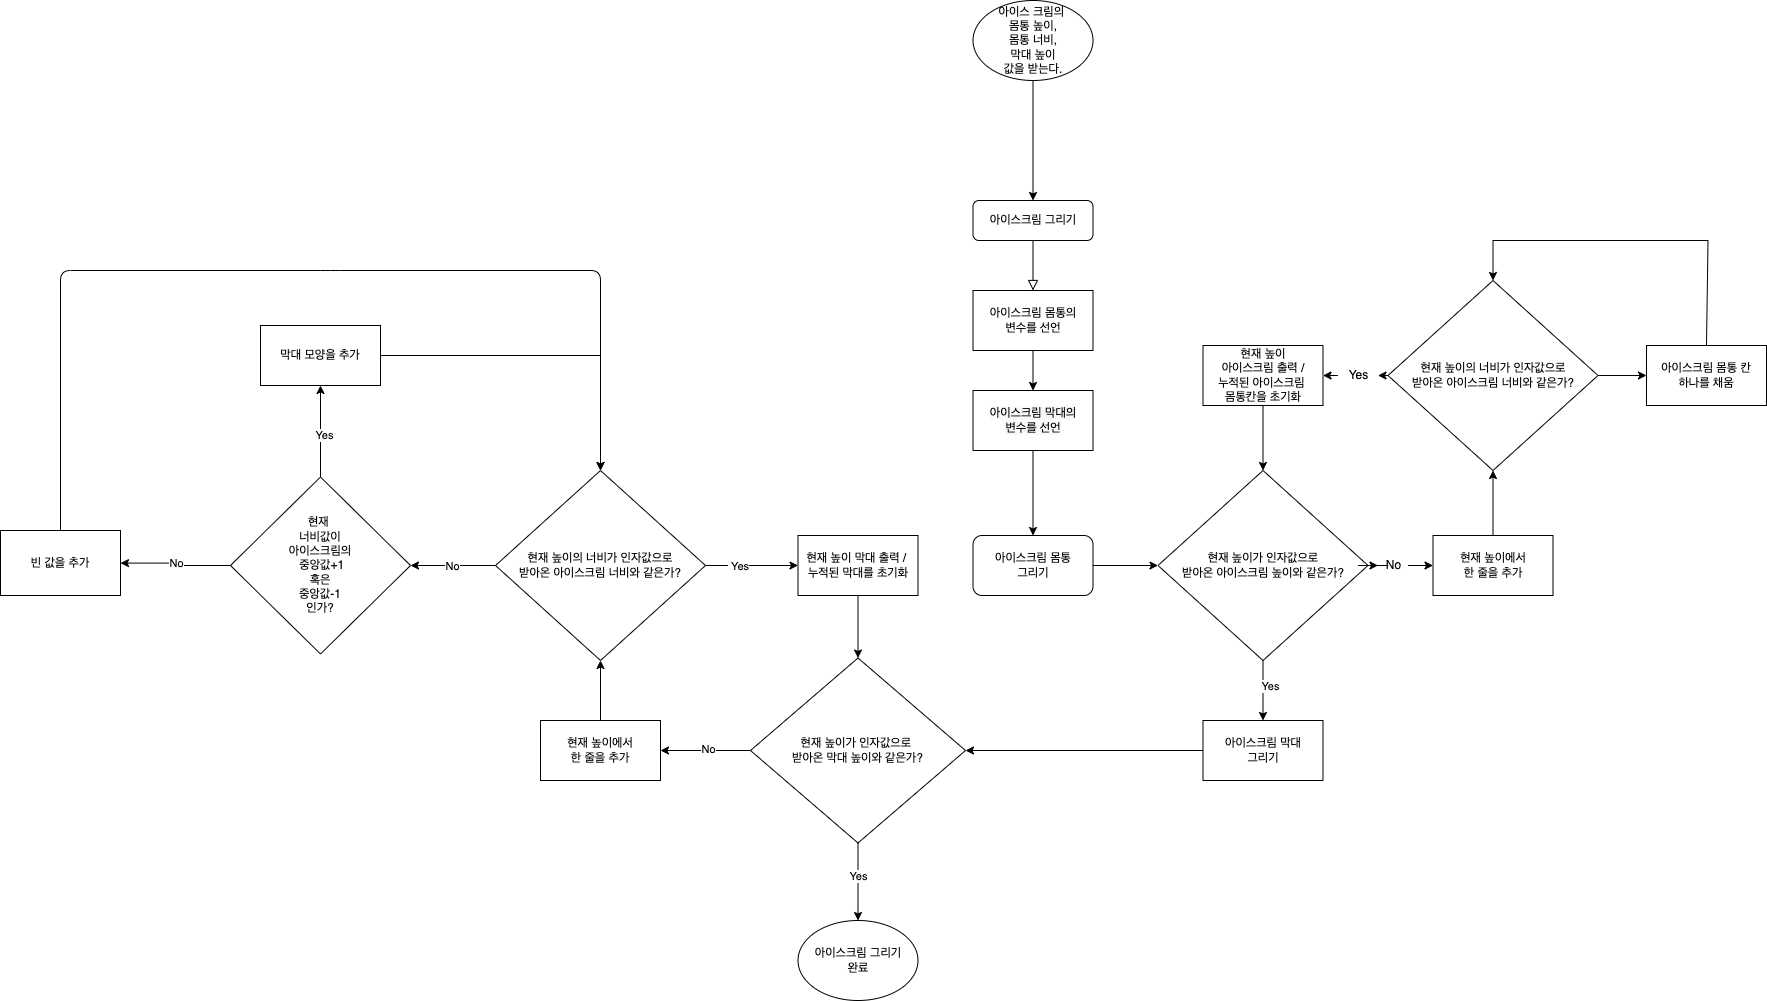 아이스 크림의
몸통 높이,
몸통 너비,
막대 높이
값을 받는다.
아이스크림 그리기
아이스크림 몸통의
변수를 선언
아이스크림 막대의
변수를 선언
아이스크림 몸통
그리기
현재 높이가 인자값으로
받아온 아이스크림 높이와 같은가?
No
현재 높이에서
한 줄을 추가
현재 높이의 너비가 인자값으로
받아온 아이스크림 너비와 같은가?
아이스크림 몸통 칸
하나를 채움
Yes
현재 높이
아이스크림 출력 /
누적된 아이스크림
몸통칸을 초기화
Yes
아이스크림 막대
그리기
현재 높이가 인자값으로
받아온 막대 높이와 같은가?
No
현재 높이에서
한 줄을 추가
현재 높이의 너비가 인자값으로
받아온 아이스크림 너비와 같은가?
Yes
현재 높이 막대 출력 /
누적된 막대를 초기화
No
현재
너비값이
아이스크림의
중앙값+1
혹은
중앙값-1
인가?
Yes
막대 모양을 추가
No
빈 값을 추가
Yes
아이스크림 그리기
완료